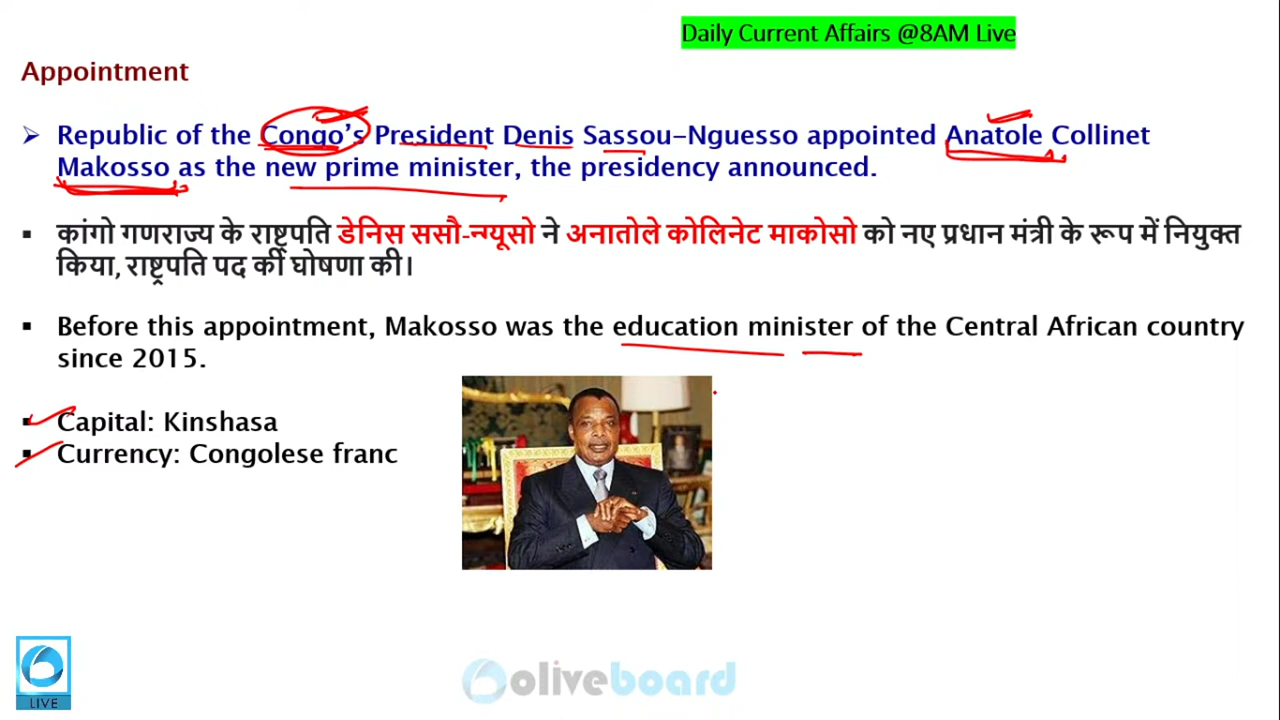 Daily Current Affairs @8AM Live
Appointment
➢ Republic of the Congo's President Denis Sassou-Nguesso appointed Anatole Collinet
Makosso as the new prime minister, the presidency announced.
▪ कांगो गणराज्य के राष्ट्रपति डेनिस ससौ-न्ग्यूसो ने अनातोले कोलिनेट माकोसो को नए प्रधान मंत्री के रूप में नियुक्त
किया, राष्ट्रपति पद की घोषणा की।
▪ Before this appointment, Makosso was the education minister of the Central African country
since 2015.
▪ Capital: Kinshasa
▪ Currency: Congolese franc
LIVE
oliveboard